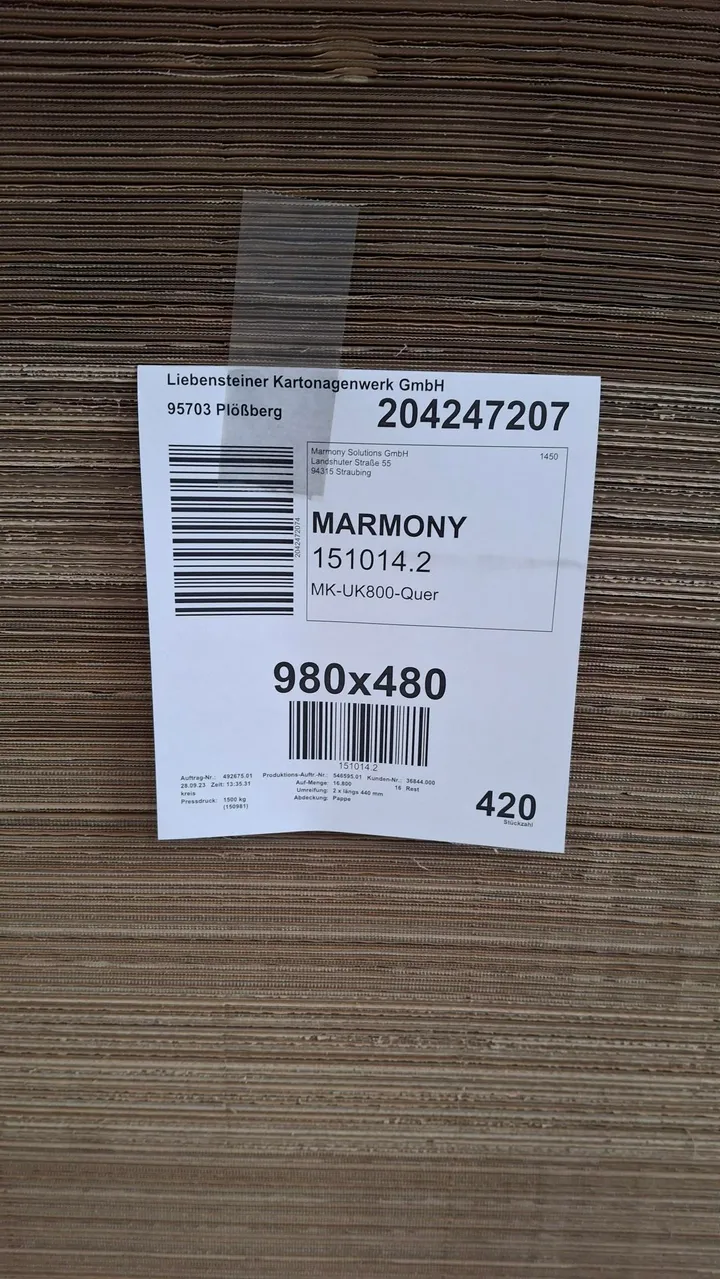 Liebensteiner Kartonagenwerk GmbH
95703 Plößberg
204247207
Marmony Solutions GmbH
1450
Landshuter Straße 55
94315 Straubing
2042472074
MARMONY
151014.2
MK-UK800-Quer
980x480
151014.2
Auftrag-Nr.: 492675.01 Produktions-Auftr.-Nr.: 546595.01 Kunden-Nr.: 36844.000
28.09.23 Zeit: 13:35.31 Auf-Menge: 16.800 16 Rest
kreis Umreifung: 2 x längs 440 mm
Pressdruck: 1500 kg Abdeckung: Pappe
(150981)
420
Stückzahl